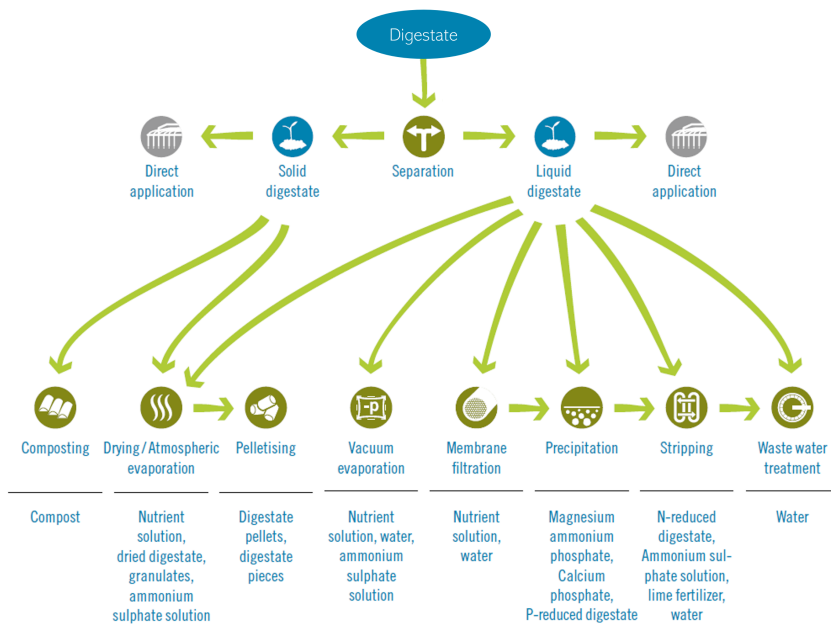 Digestate
Direct
application
Solid
digestate
Separation
Liquid
digestate
Direct
application
-p
Composting
Drying / Atmospheric
evaporation
Pelletising
Vacuum
evaporation
Membrane
filtration
Precipitation
Stripping
Waste water
treatment
Compost
Nutrient
solution,
dried digestate,
granulates,
ammonium
sulphate solution
Digestate
pellets,
digestate
pieces
Nutrient
solution, water,
ammonium
sulphate
solution
Nutrient
solution,
water
Magnesium
ammonium
phosphate,
Calcium
phosphate,
P-reduced digestate
N-reduced
digestate,
Ammonium sul-
phate solution,
lime fertilizer,
water
Water